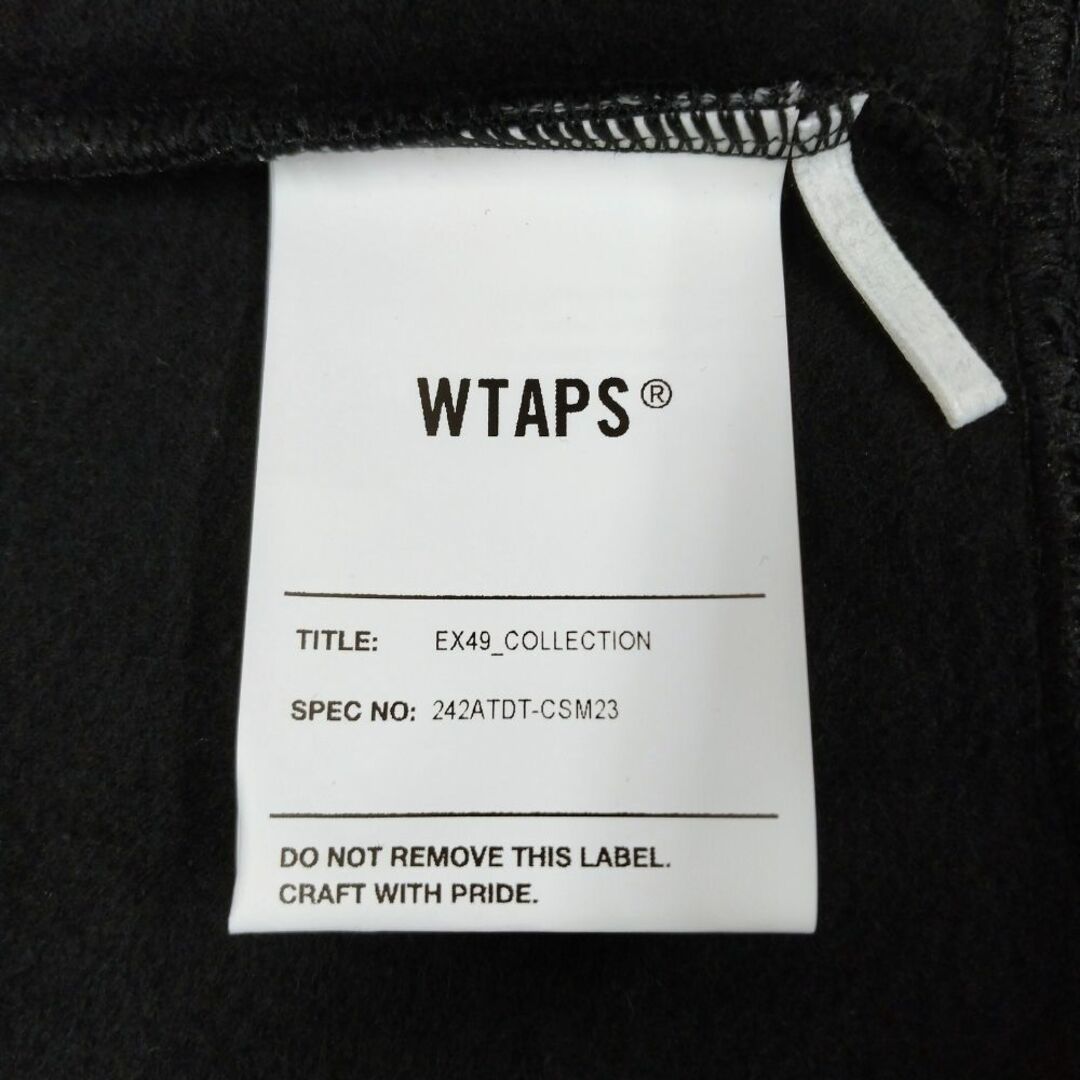 WTAPS®
TITLE: EX49_COLLECTION
SPEC NO: 242ATDT-CSM23
DO NOT REMOVE THIS LABEL.
CRAFT WITH PRIDE.